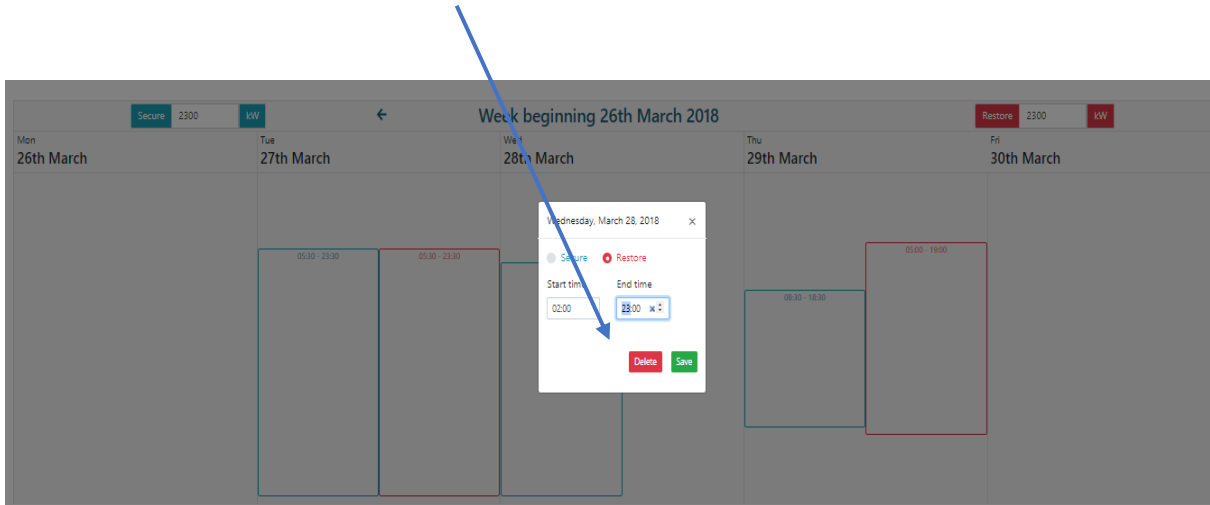 Secure 2300 kW ← Week beginning 26th March 2018 Restore 2300 kW
Mon Tue Wed Thu Fri
26th March 27th March 28th March 29th March 30th March
Wednesday, March 28, 2018 ×
Secure Restore
Start time End time
02:00 23:00 ×
Delete Save
05:30 - 23:30 05:30 - 23:30
08:30 - 18:30
05:00 - 19:00